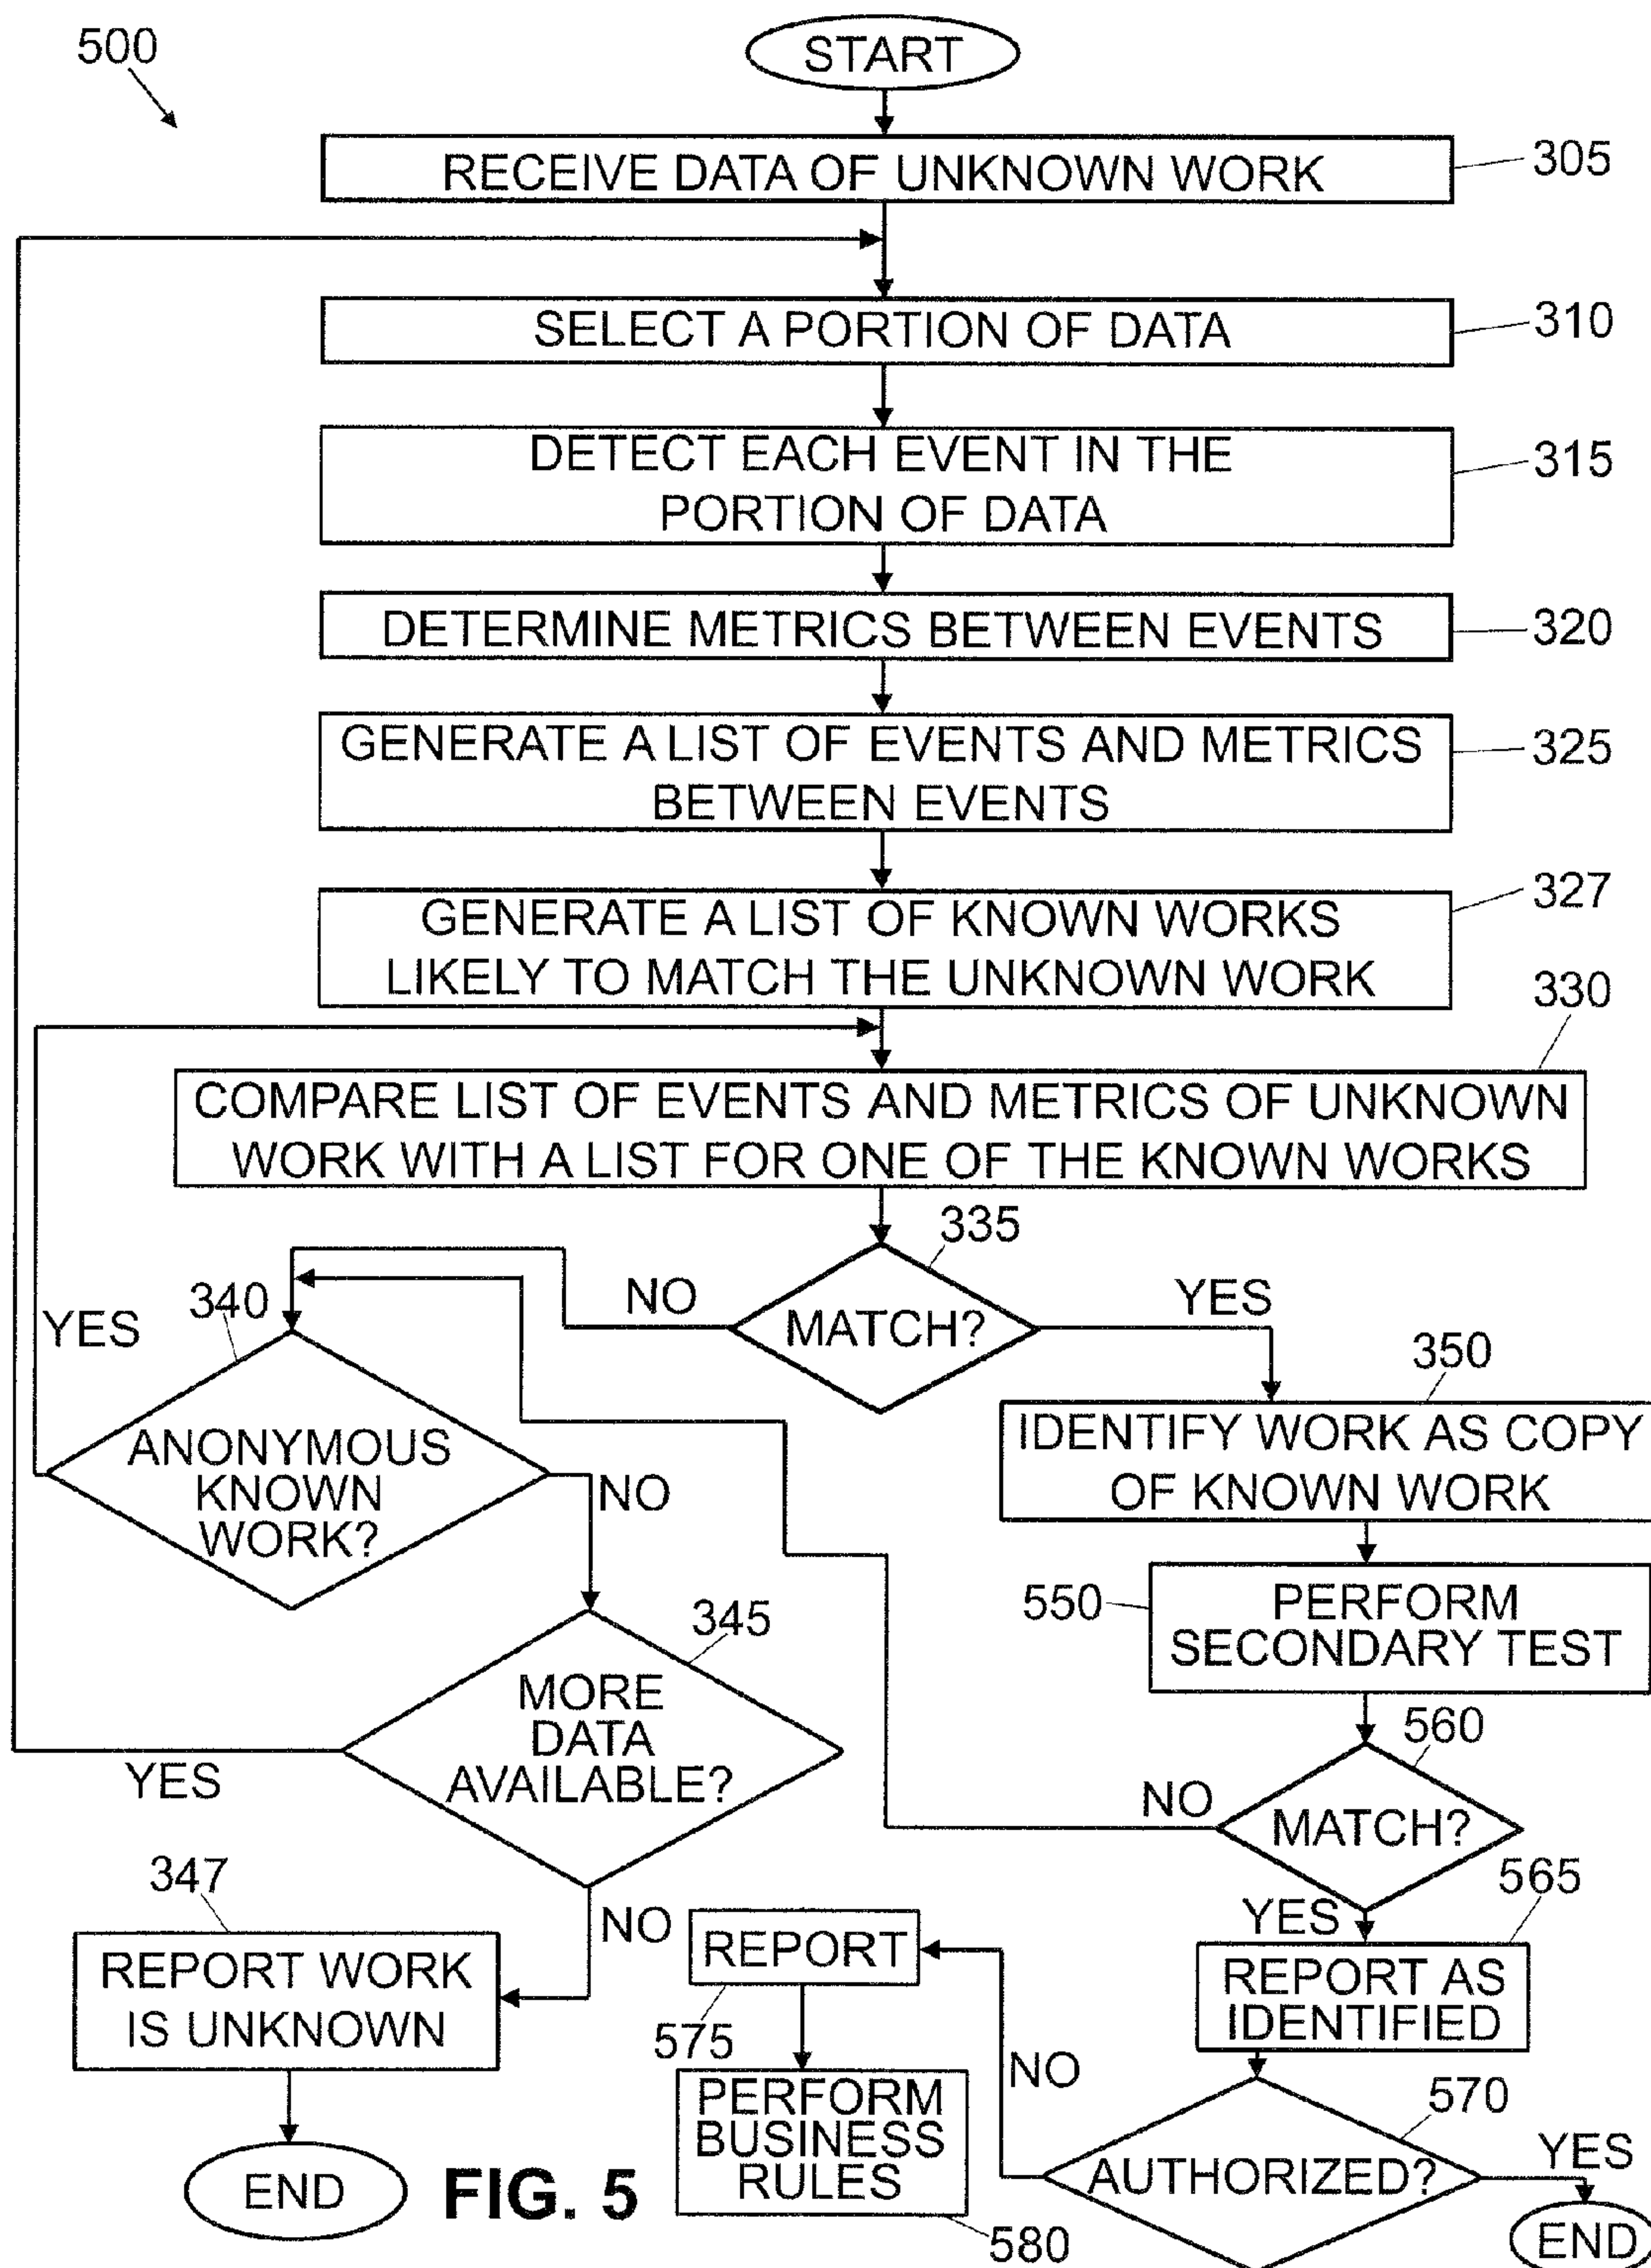 500
START
RECEIVE DATA OF UNKNOWN WORK
305
SELECT A PORTION OF DATA
310
DETECT EACH EVENT IN THE
PORTION OF DATA
315
DETERMINE METRICS BETWEEN EVENTS
320
GENERATE A LIST OF EVENTS AND METRICS
BETWEEN EVENTS
325
GENERATE A LIST OF KNOWN WORKS
LIKELY TO MATCH THE UNKNOWN WORK
327
330
COMPARE LIST OF EVENTS AND METRICS OF UNKNOWN
WORK WITH A LIST FOR ONE OF THE KNOWN WORKS
335
MATCH?
NO
YES
340
YES
ANONYMOUS
KNOWN
WORK?
NO
350
IDENTIFY WORK AS COPY
OF KNOWN WORK
550
PERFORM
SECONDARY TEST
345
MORE
DATA
AVAILABLE?
YES
NO
560
MATCH?
NO
YES
347
REPORT WORK
IS UNKNOWN
END
565
REPORT AS
IDENTIFIED
570
AUTHORIZED?
NO
YES
END
REPORT
575
PERFORM
BUSINESS
RULES
580
FIG. 5